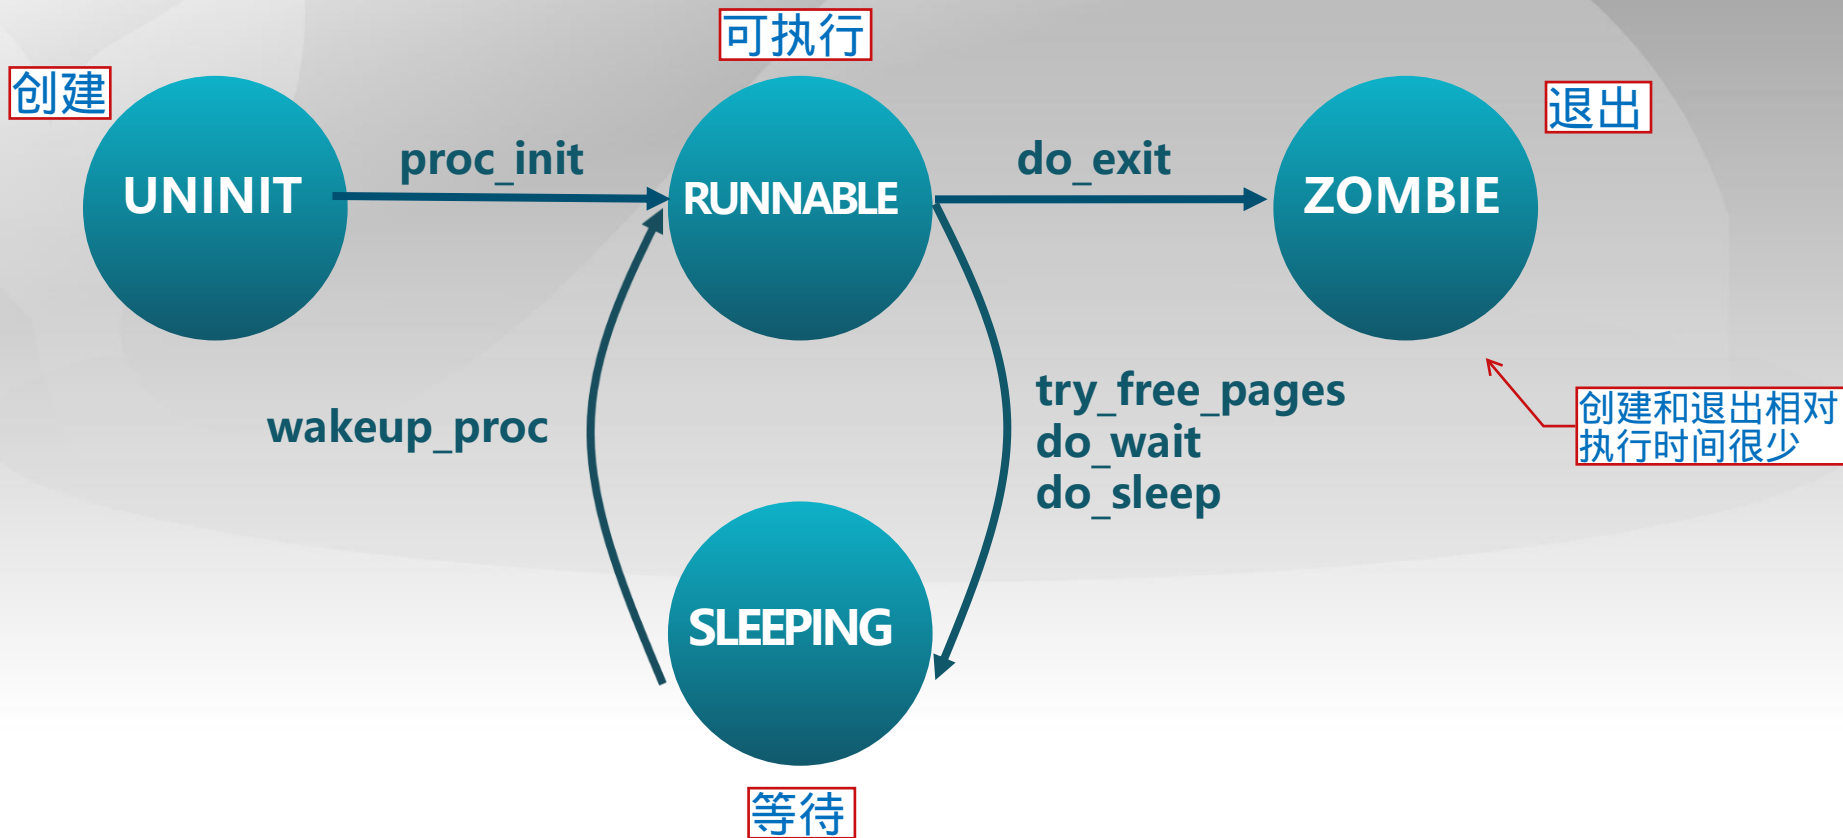 可执行
创建
退出
proc_init
do_exit
UNINIT
RUNNABLE
ZOMBIE
try_free_pages
do_wait
do_sleep
wakeup_proc
创建和退出相对
执行时间很少
SLEEPING
等待